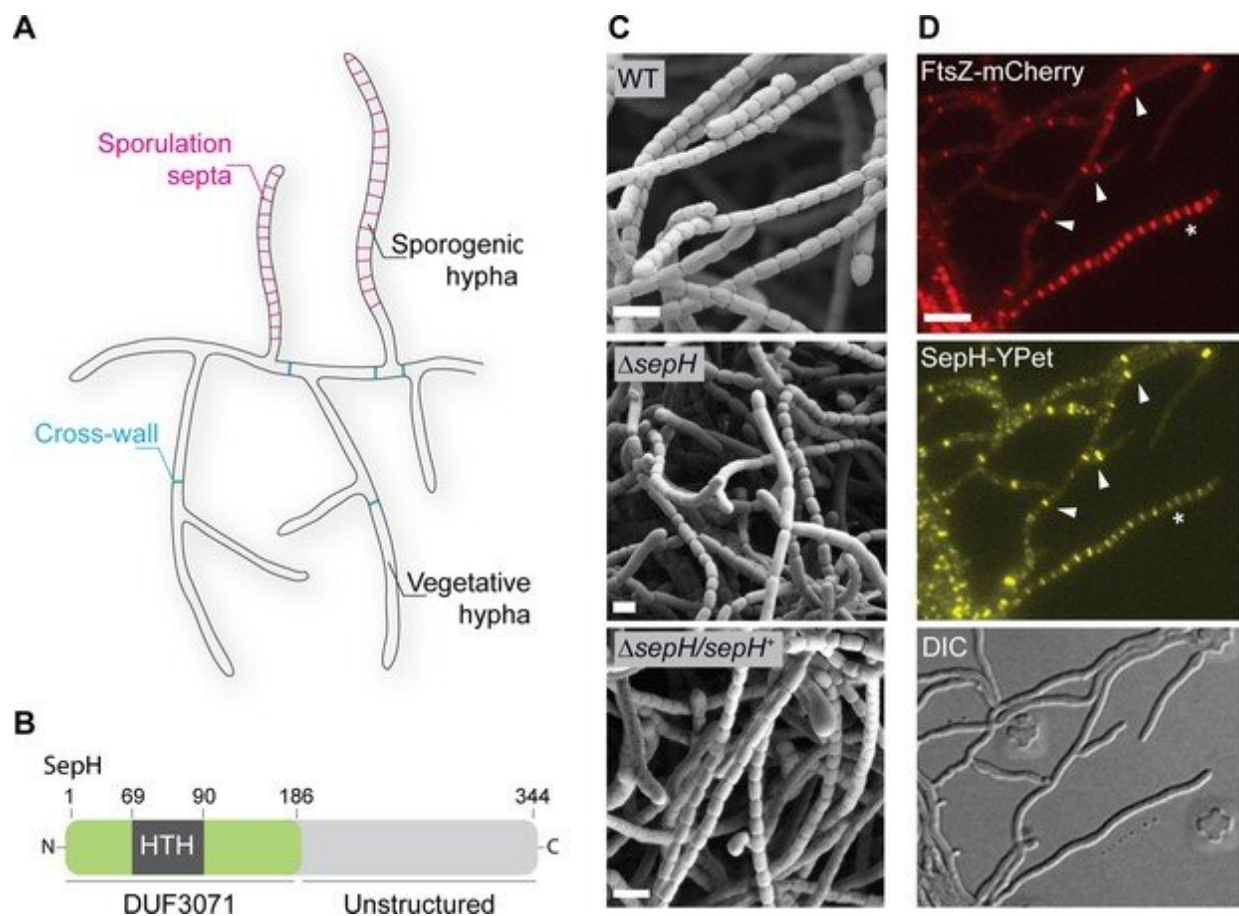 A
Sporulation
septa
Sporogenic
hypha
Cross-wall
Vegetative
hypha
B
SepH
1 69 90 186 344
N HTH C
DUF3071 Unstructured
C
WT
ΔsepH
ΔsepH/sepH⁺
D
FtsZ-mCherry
*
SepH-YPet
*
DIC